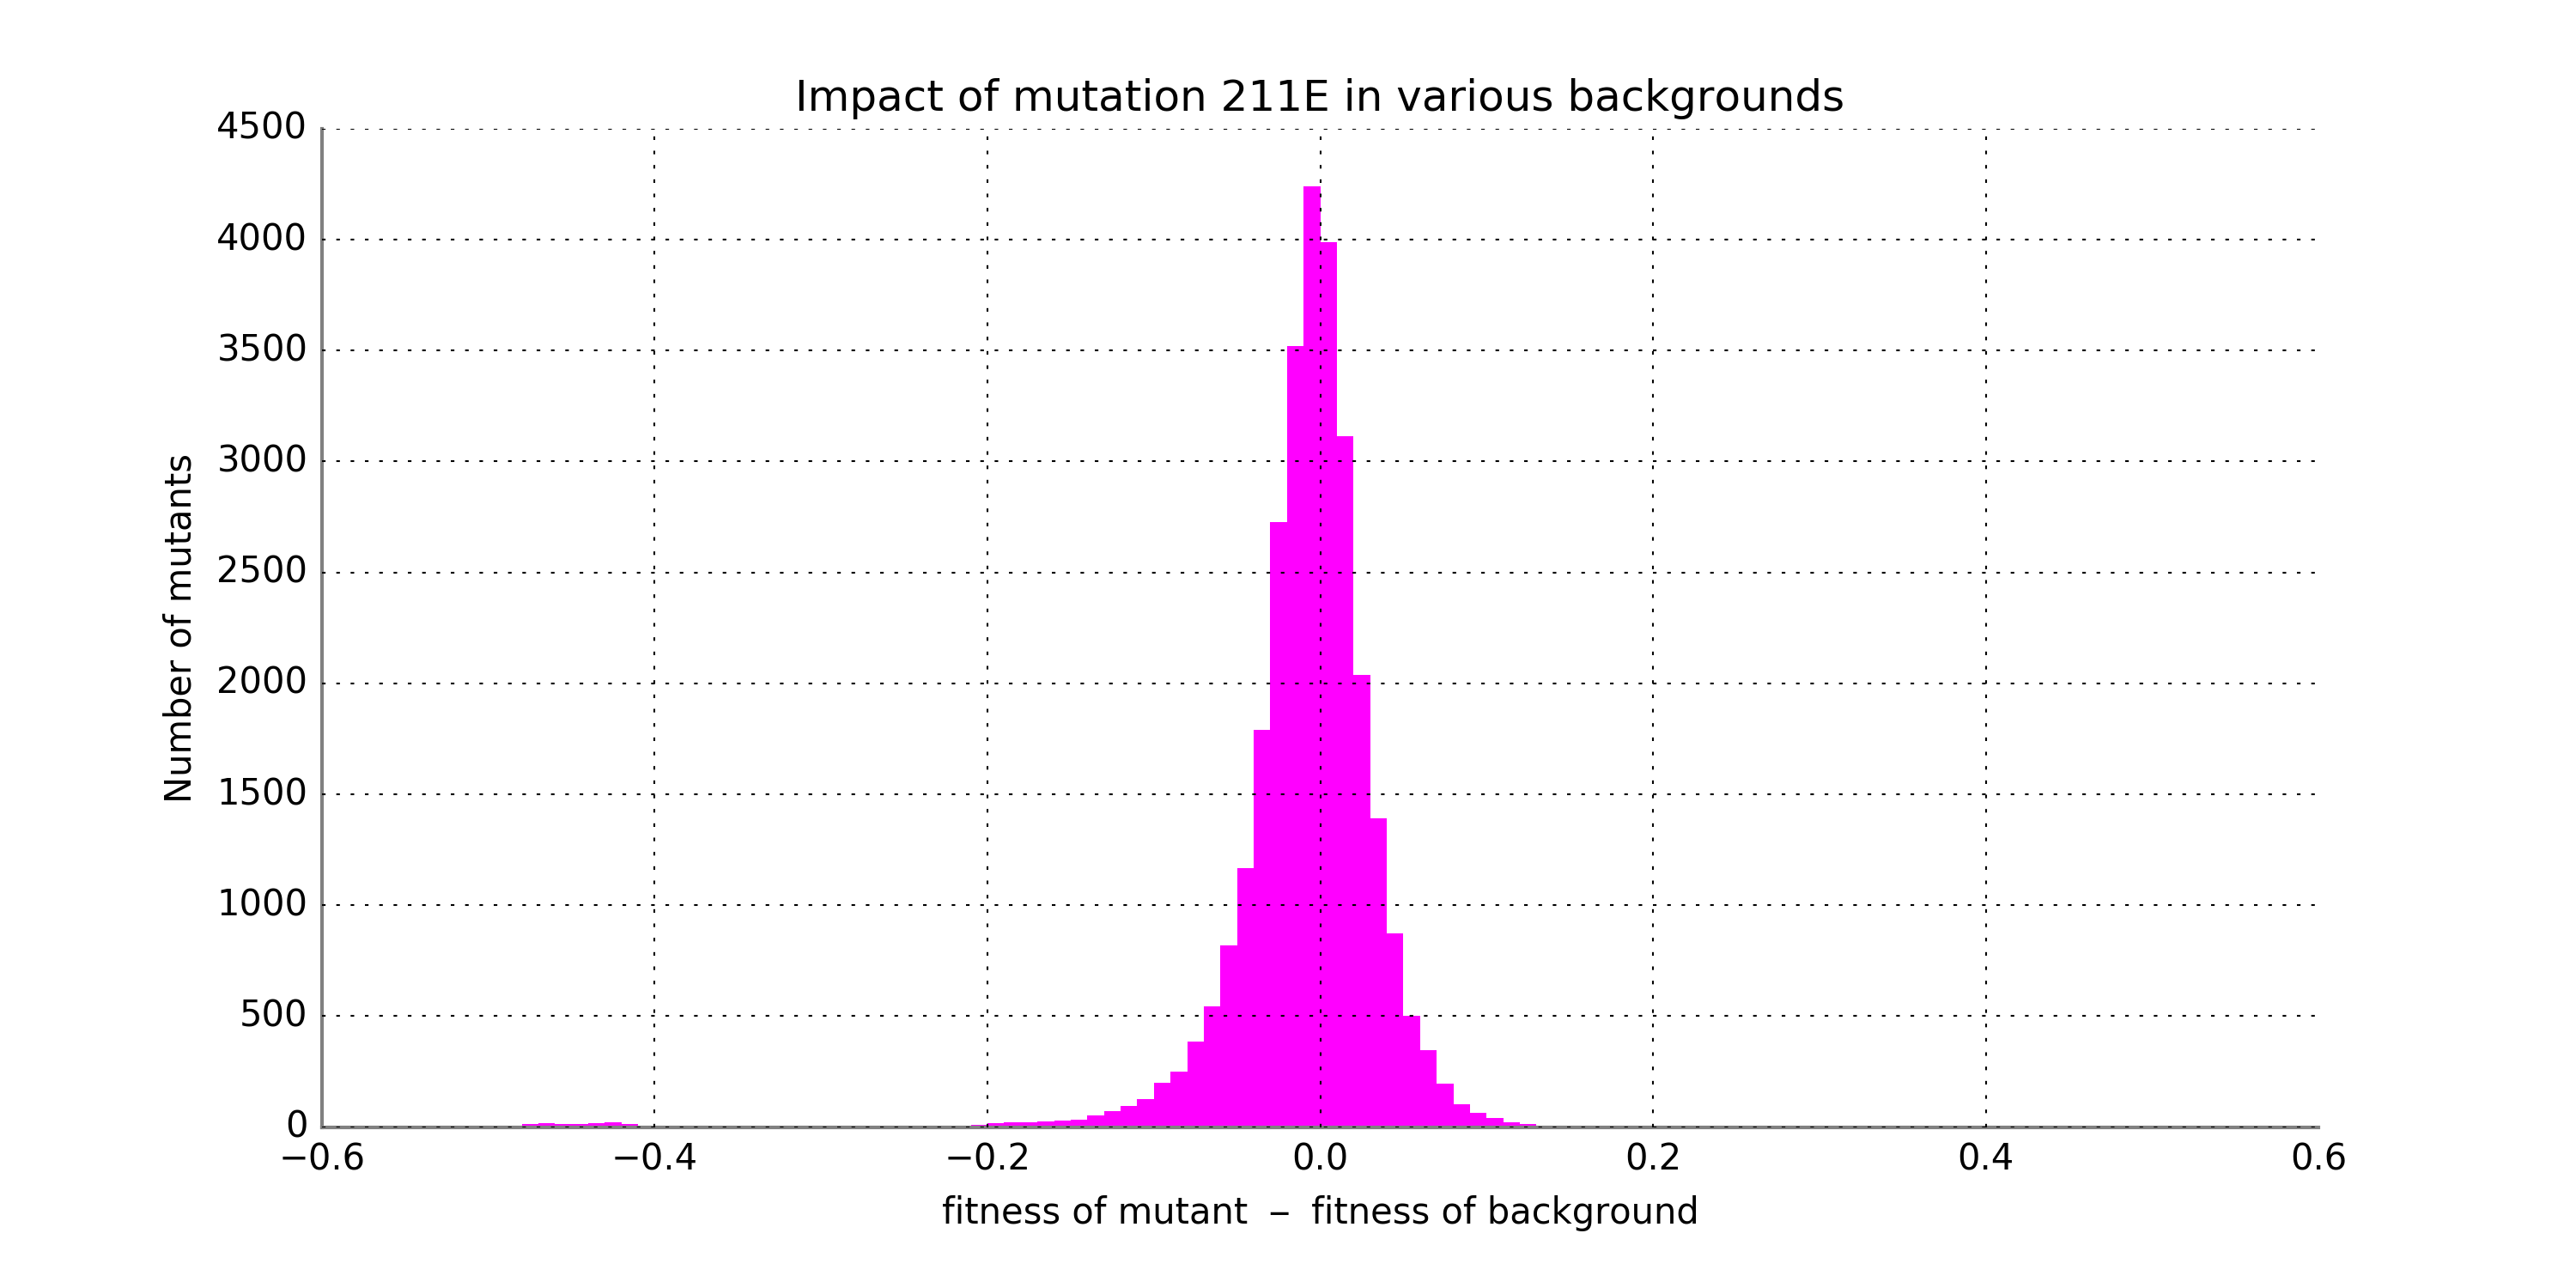 Impact of mutation 211E in various backgrounds
4500
4000
3500
3000
2500
2000
1500
1000
500
0
Number of mutants
−0.6 −0.4 −0.2 0.0 0.2 0.4 0.6
fitness of mutant − fitness of background